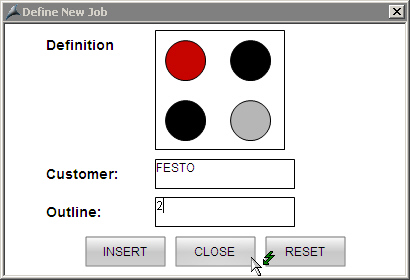 Define New Job
Definition
Customer: FESTO
Outline: 2
INSERT CLOSE RESET